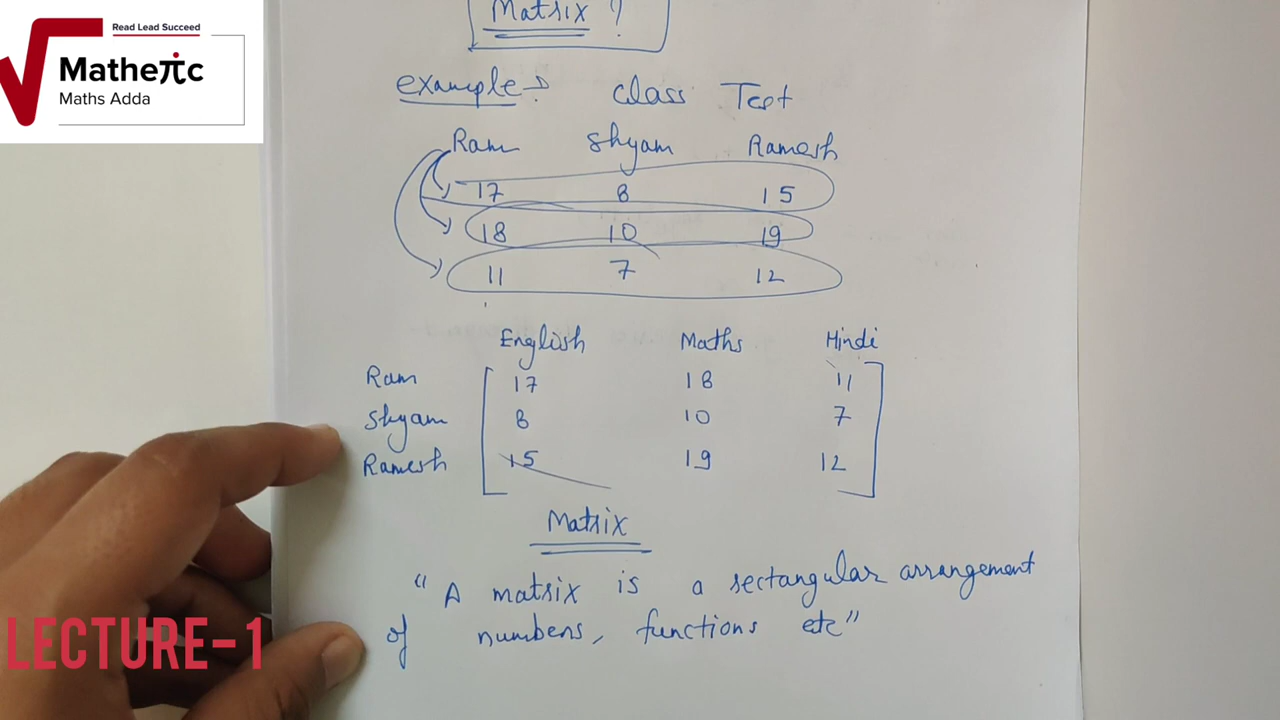 Read Lead Succeed
Matheπc
Maths Adda
Matrix ?
example → class Test
Ram Shyam Ramesh
17 8 15
18 10 19
11 7 12
English Maths Hindi
Ram 17 18 11
Shyam 8 10 7
Ramesh 15 19 12
Matrix
“A matrix is a rectangular arrangement
of numbers, functions etc”
LECTURE-1